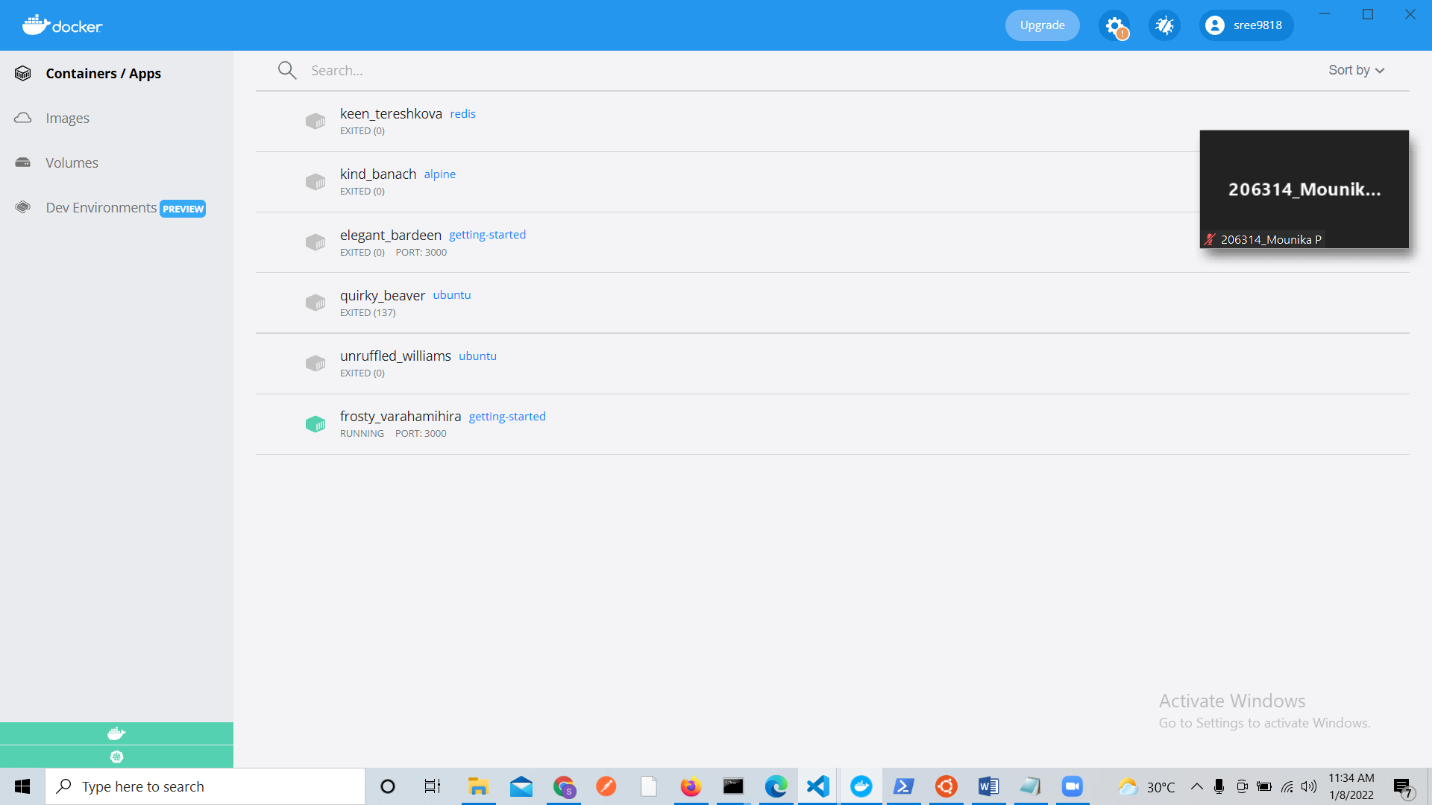 docker
Upgrade
sree9818
Containers / Apps
Images
Volumes
Dev Environments PREVIEW
Search...
Sort by
keen_tereshkova redis
EXITED (0)
kind_banach alpine
EXITED (0)
elegant_bardeen getting-started
EXITED (0) PORT: 3000
quirky_beaver ubuntu
EXITED (137)
unruffled_williams ubuntu
EXITED (0)
frosty_varahamihira getting-started
RUNNING PORT: 3000
206314_Mounik...
206314_Mounika P
Activate Windows
Go to Settings to activate Windows.
Type here to search
30°C
11:34 AM
1/8/2022
7